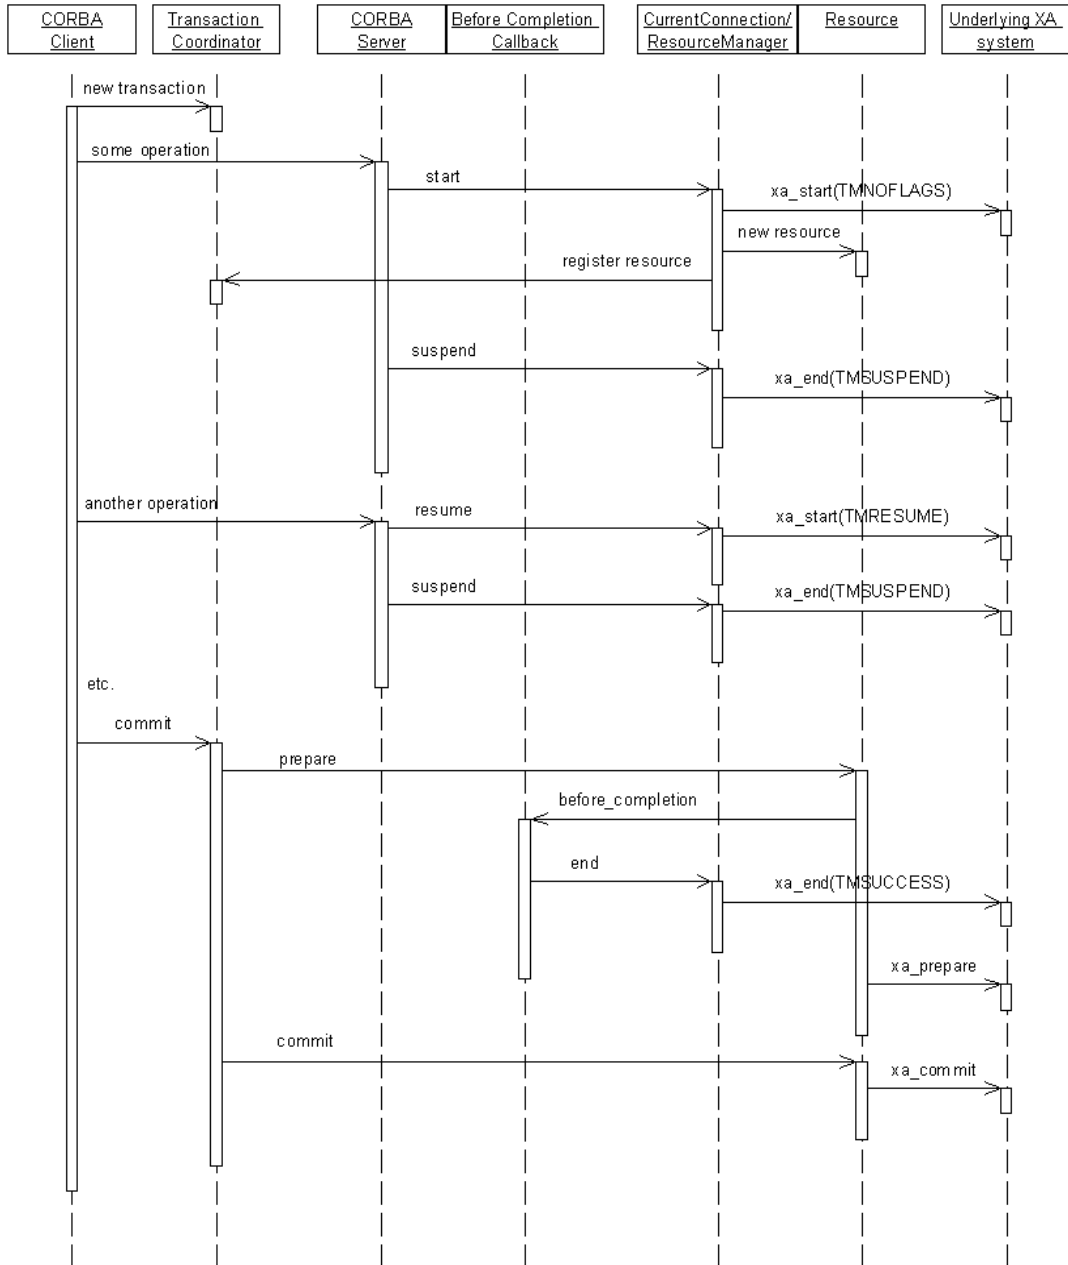 CORBA
Client
Transaction
Coordinator
CORBA
Server
Before Completion
Callback
CurrentConnection/
ResourceManager
Resource
Underlying XA
system
new transaction
some operation
start
xa_start(TMNOFLAGS)
new resource
register resource
suspend
xa_end(TMSUSPEND)
another operation
resume
xa_start(TMRESUME)
suspend
xa_end(TMSUSPEND)
etc.
commit
prepare
before_completion
end
xa_end(TMSUCCESS)
xa_prepare
commit
xa_commit